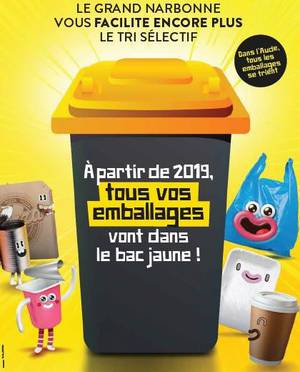 LE GRAND NARBONNE
VOUS FACILITE ENCORE PLUS
LE TRI SÉLECTIF
Dans l'Aude,
tous les
emballages
se trient
À partir de 2019,
tous vos
emballages
vont dans
le bac jaune !